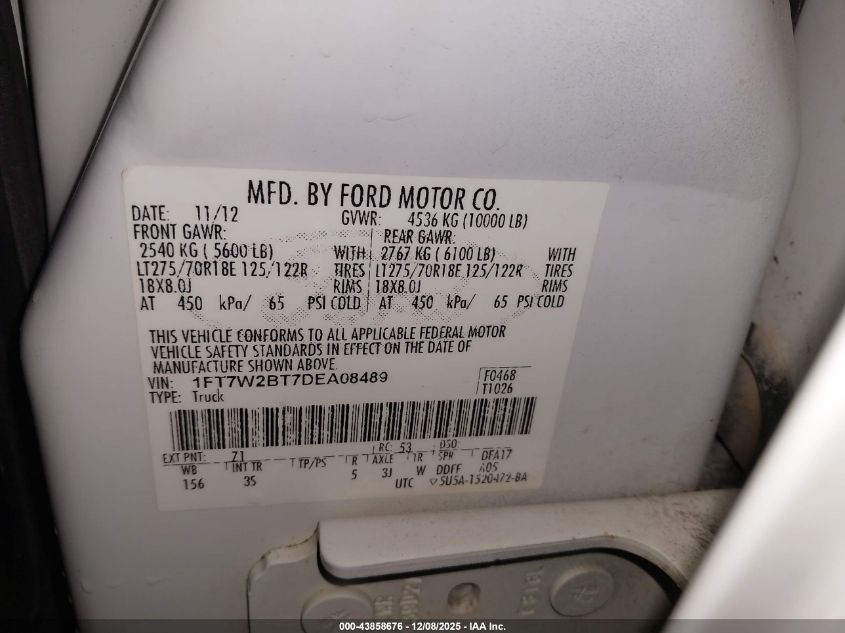 MFD. BY FORD MOTOR CO.
DATE: 11/12 GVWR: 4536 KG (10000 LB)
FRONT GAWR: REAR GAWR:
2540 KG ( 5600 LB) WITH 2767 KG ( 6100 LB) WITH
LT275/70R18E 125/122R TIRES LT275/70R18E 125/122R TIRES
18X8.0J RIMS 18X8.0J RIMS
AT 450 kPa/ 65 PSI COLD AT 450 kPa/ 65 PSI COLD
THIS VEHICLE CONFORMS TO ALL APPLICABLE FEDERAL MOTOR
VEHICLE SAFETY STANDARDS IN EFFECT ON THE DATE OF
MANUFACTURE SHOWN ABOVE.
VIN: 1FT7W2BT7DEA08489 F0468
TYPE: Truck T1026
EXT PNT: 71 RC: 53 DSO:
WB INT TR TP/PS R AXLE TR SPR DFA17
156 3S 5 3J W DDFF
UTC 5U5A-1520472-BA
000-43858676 - 12/08/2025 - IAA Inc.